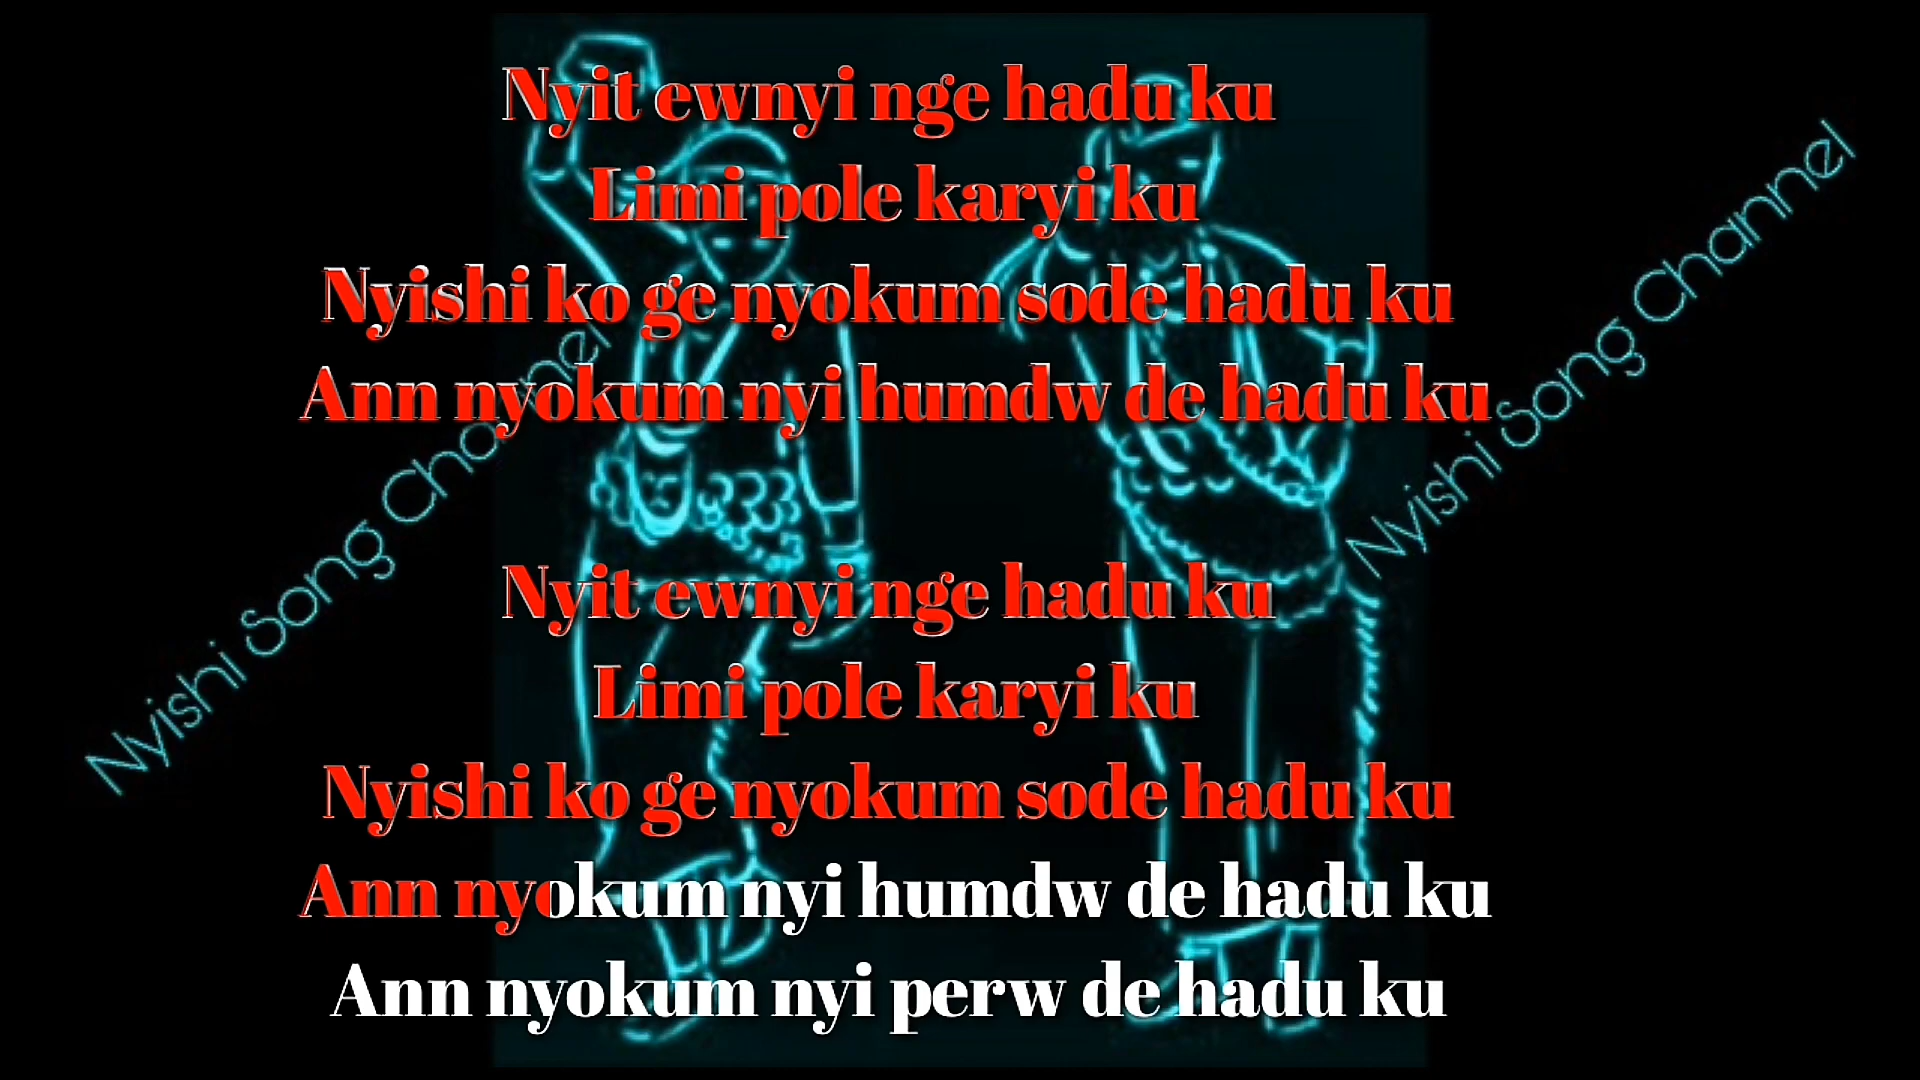 Nyit ewnyi nge hadu ku
Limi pole karyi ku
Nyishi ko ge nyokum sode hadu ku
Ann nyokum nyi humdw de hadu ku
Nyit ewnyi nge hadu ku
Limi pole karyi ku
Nyishi ko ge nyokum sode hadu ku
Ann nyokum nyi humdw de hadu ku
Ann nyokum nyi perw de hadu ku
Nyishi Song Channel
Nyishi Song Channel